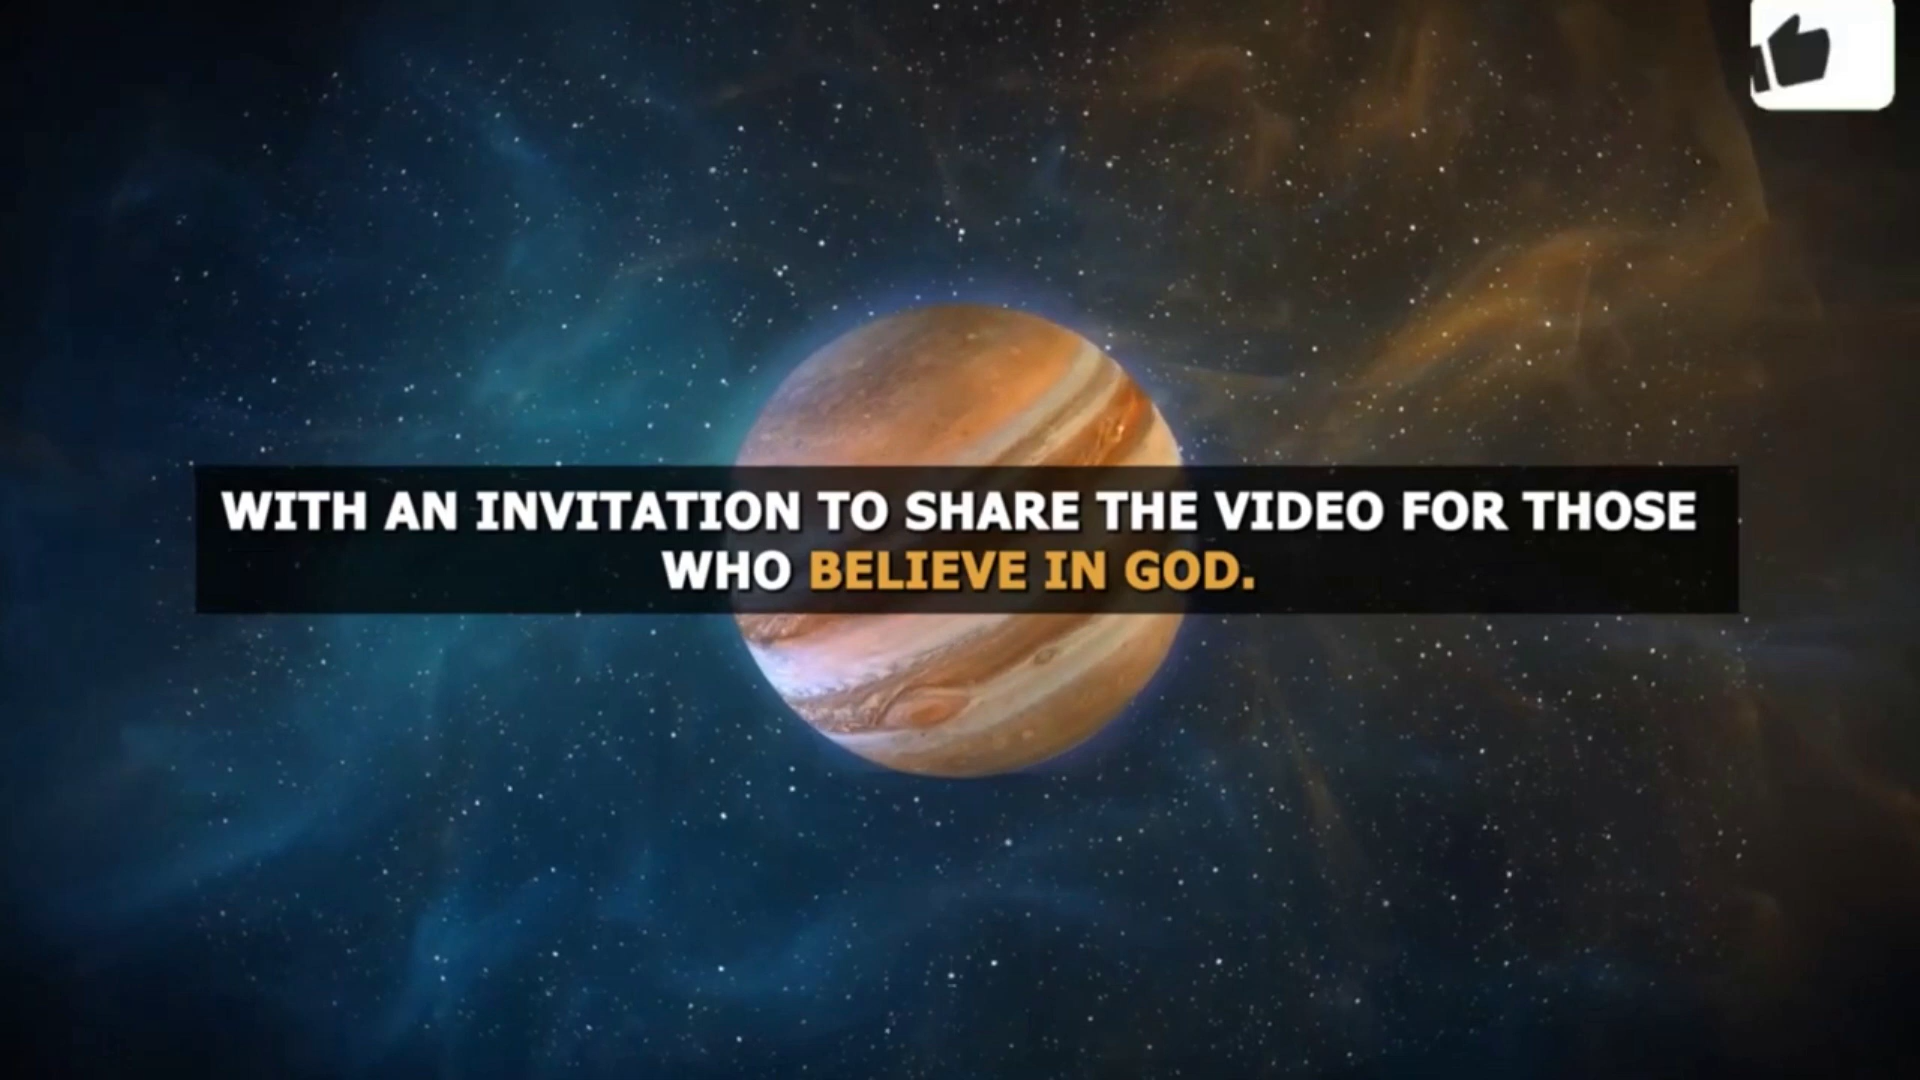 WITH AN INVITATION TO SHARE THE VIDEO FOR THOSE
WHO BELIEVE IN GOD.